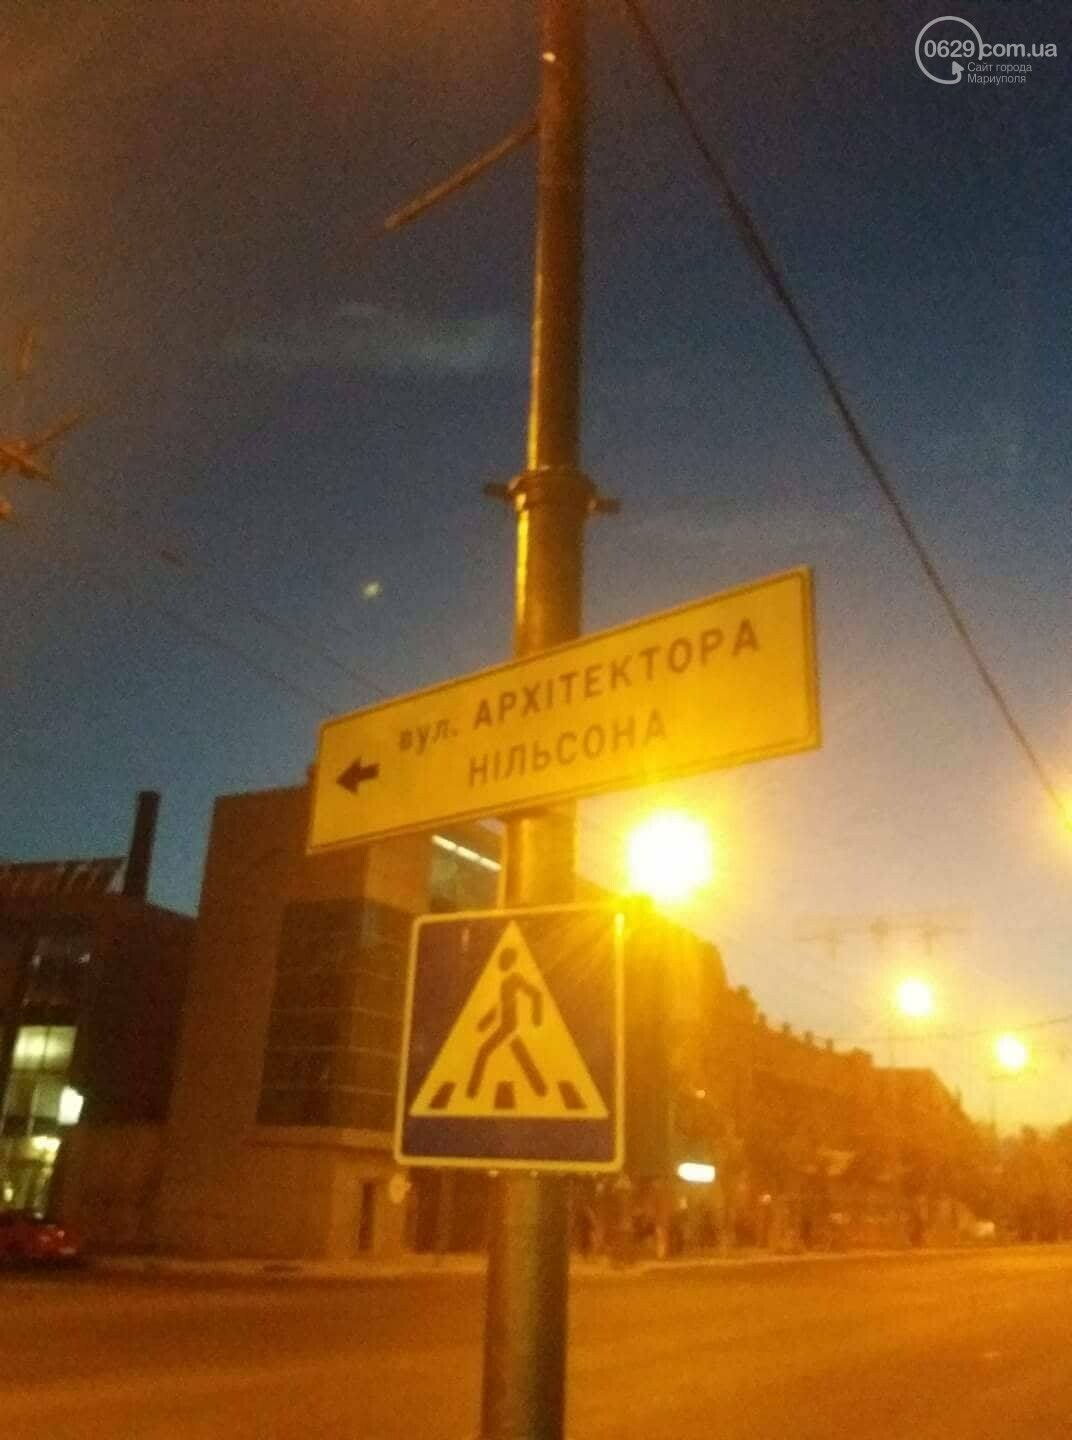 0629.com.ua
Сайт города
Мариуполя
вул. АРХІТЕКТОРА
НІЛЬСОНА